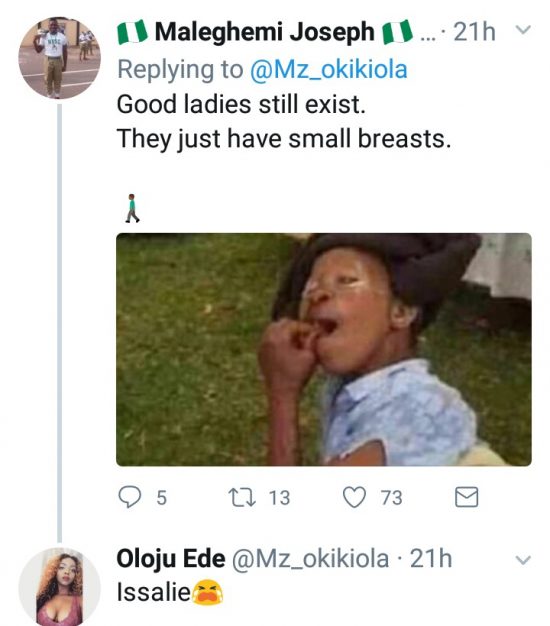 🇳🇬 Maleghemi Joseph 🇳🇬 ... · 21h
Replying to @Mz_okikiola
Good ladies still exist.
They just have small breasts.
🚶🏾‍♂️
5 13 73
Oloju Ede @Mz_okikiola · 21h
Issalie😭